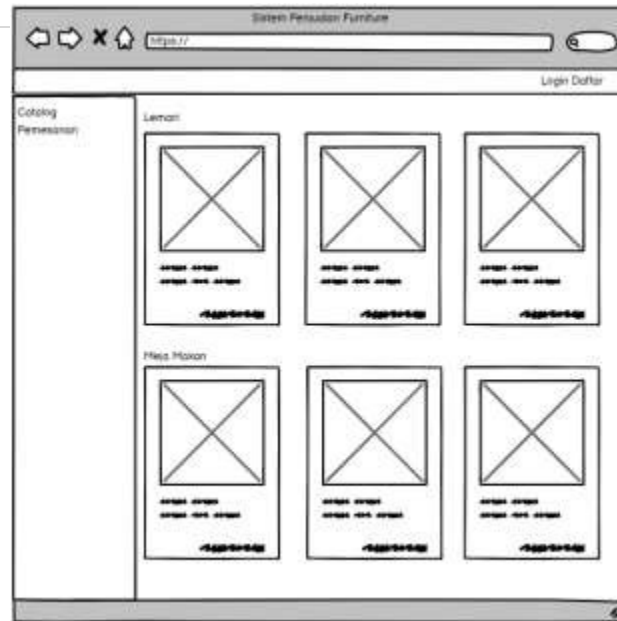 Sistem Penjualan Furniture
https://
Login Daftar
Catalog
Pemesanan
Lemari
Meja Makan